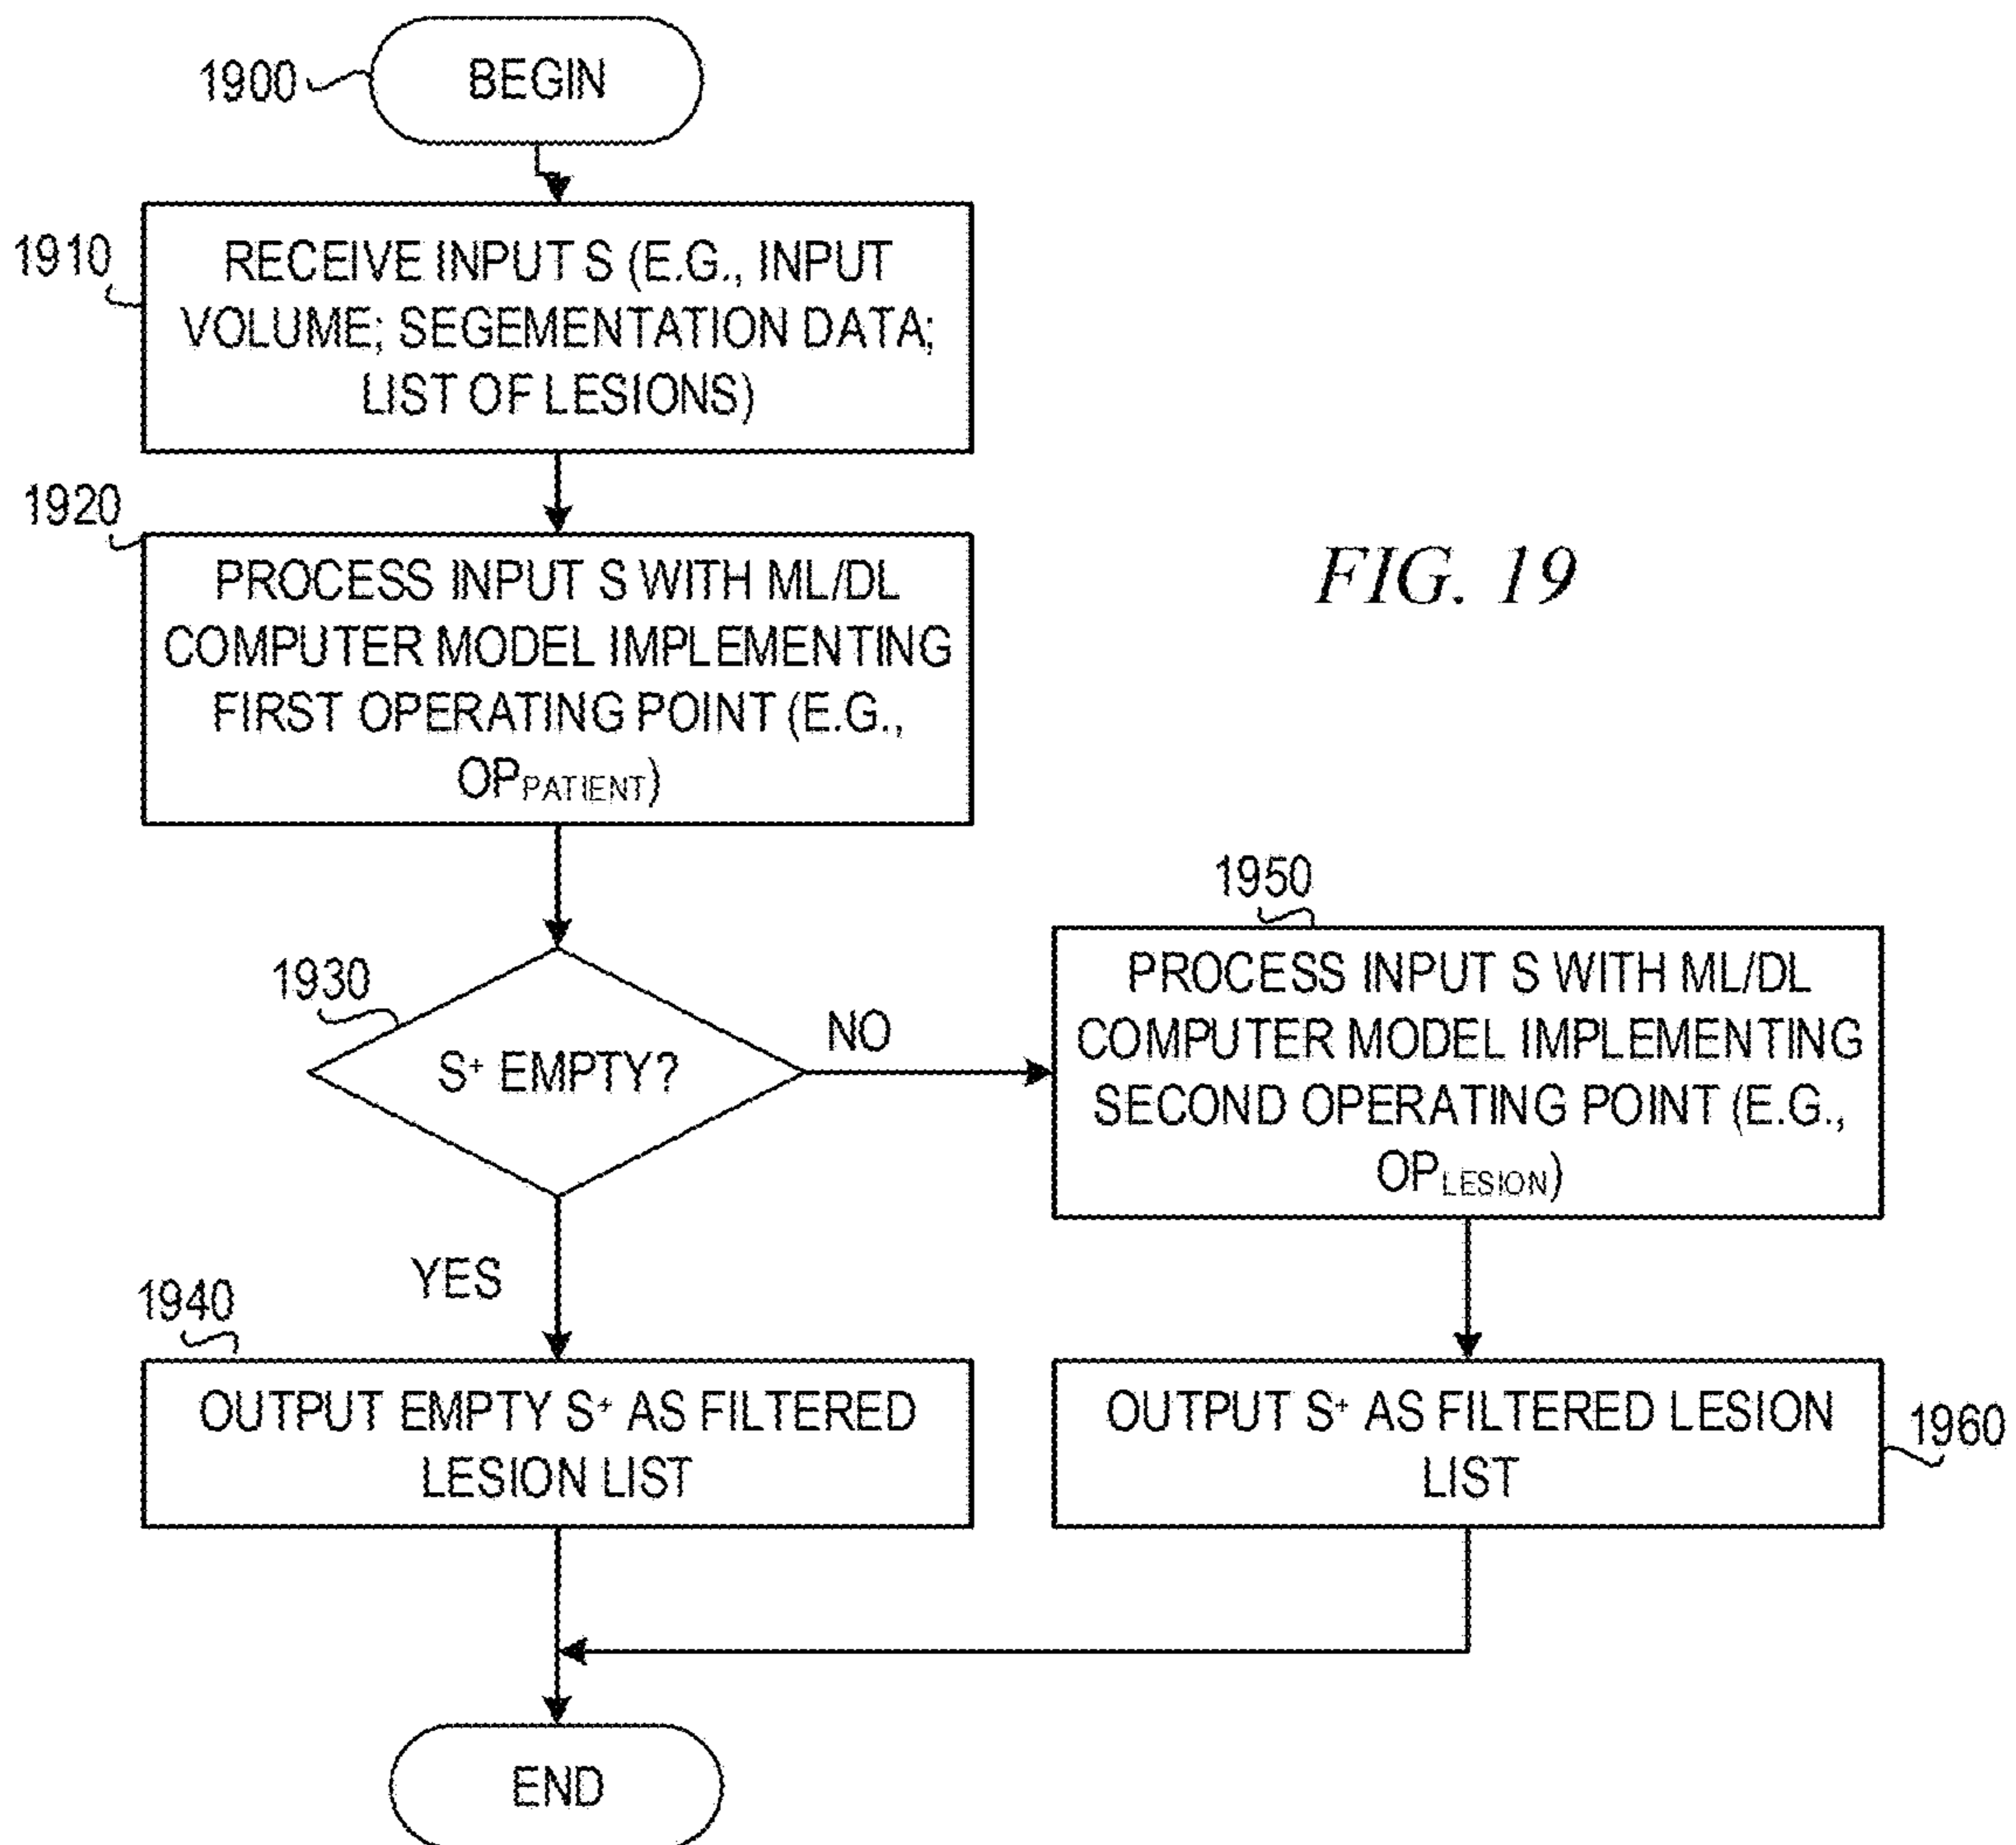 1900
BEGIN
1910
RECEIVE INPUT S (E.G., INPUT
VOLUME; SEGEMENTATION DATA;
LIST OF LESIONS)
1920
PROCESS INPUT S WITH ML/DL
COMPUTER MODEL IMPLEMENTING
FIRST OPERATING POINT (E.G.,
OPPATIENT)
FIG. 19
1930
S+ EMPTY?
NO
YES
1950
PROCESS INPUT S WITH ML/DL
COMPUTER MODEL IMPLEMENTING
SECOND OPERATING POINT (E.G.,
OPLESION)
1940
OUTPUT EMPTY S+ AS FILTERED
LESION LIST
OUTPUT S+ AS FILTERED LESION
LIST
1960
END